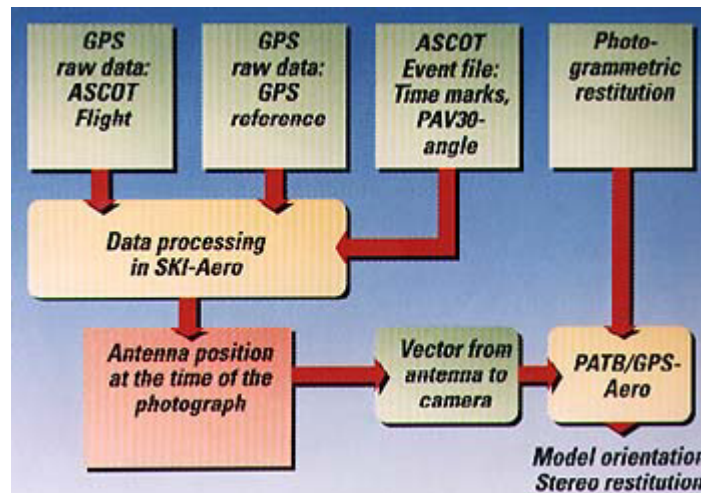 GPS
raw data:
ASCOT
Flight
GPS
raw data:
GPS
reference
ASCOT
Event file:
Time marks,
PAV30-
angle
Photo-
grammetric
restitution
Data processing
in SKI-Aero
Antenna position
at the time of the
photograph
Vector from
antenna to
camera
PATB/GPS-
Aero
Model orientation
Stereo restitution